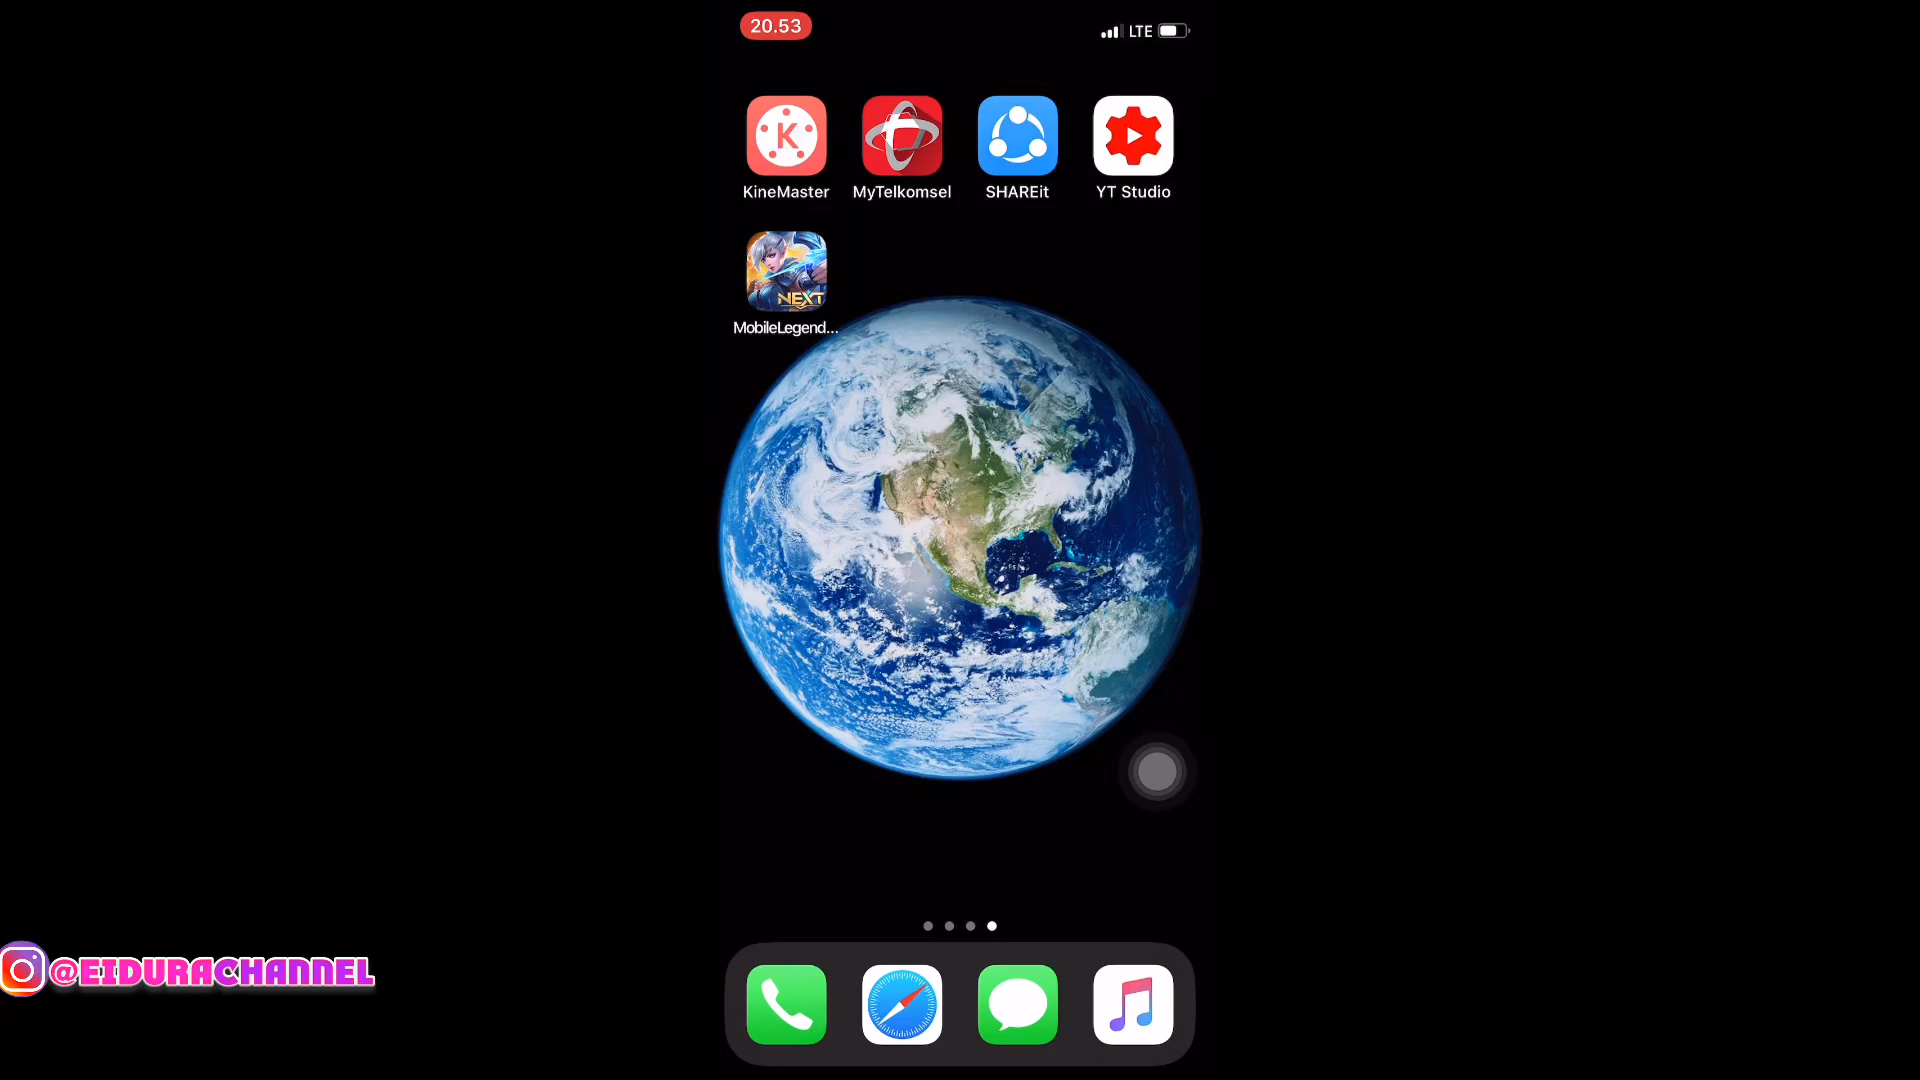 20.53
LTE
K
KineMaster
MyTelkomsel
SHAREit
YT Studio
NEXT
MobileLegend...
@EIDURACHANNEL